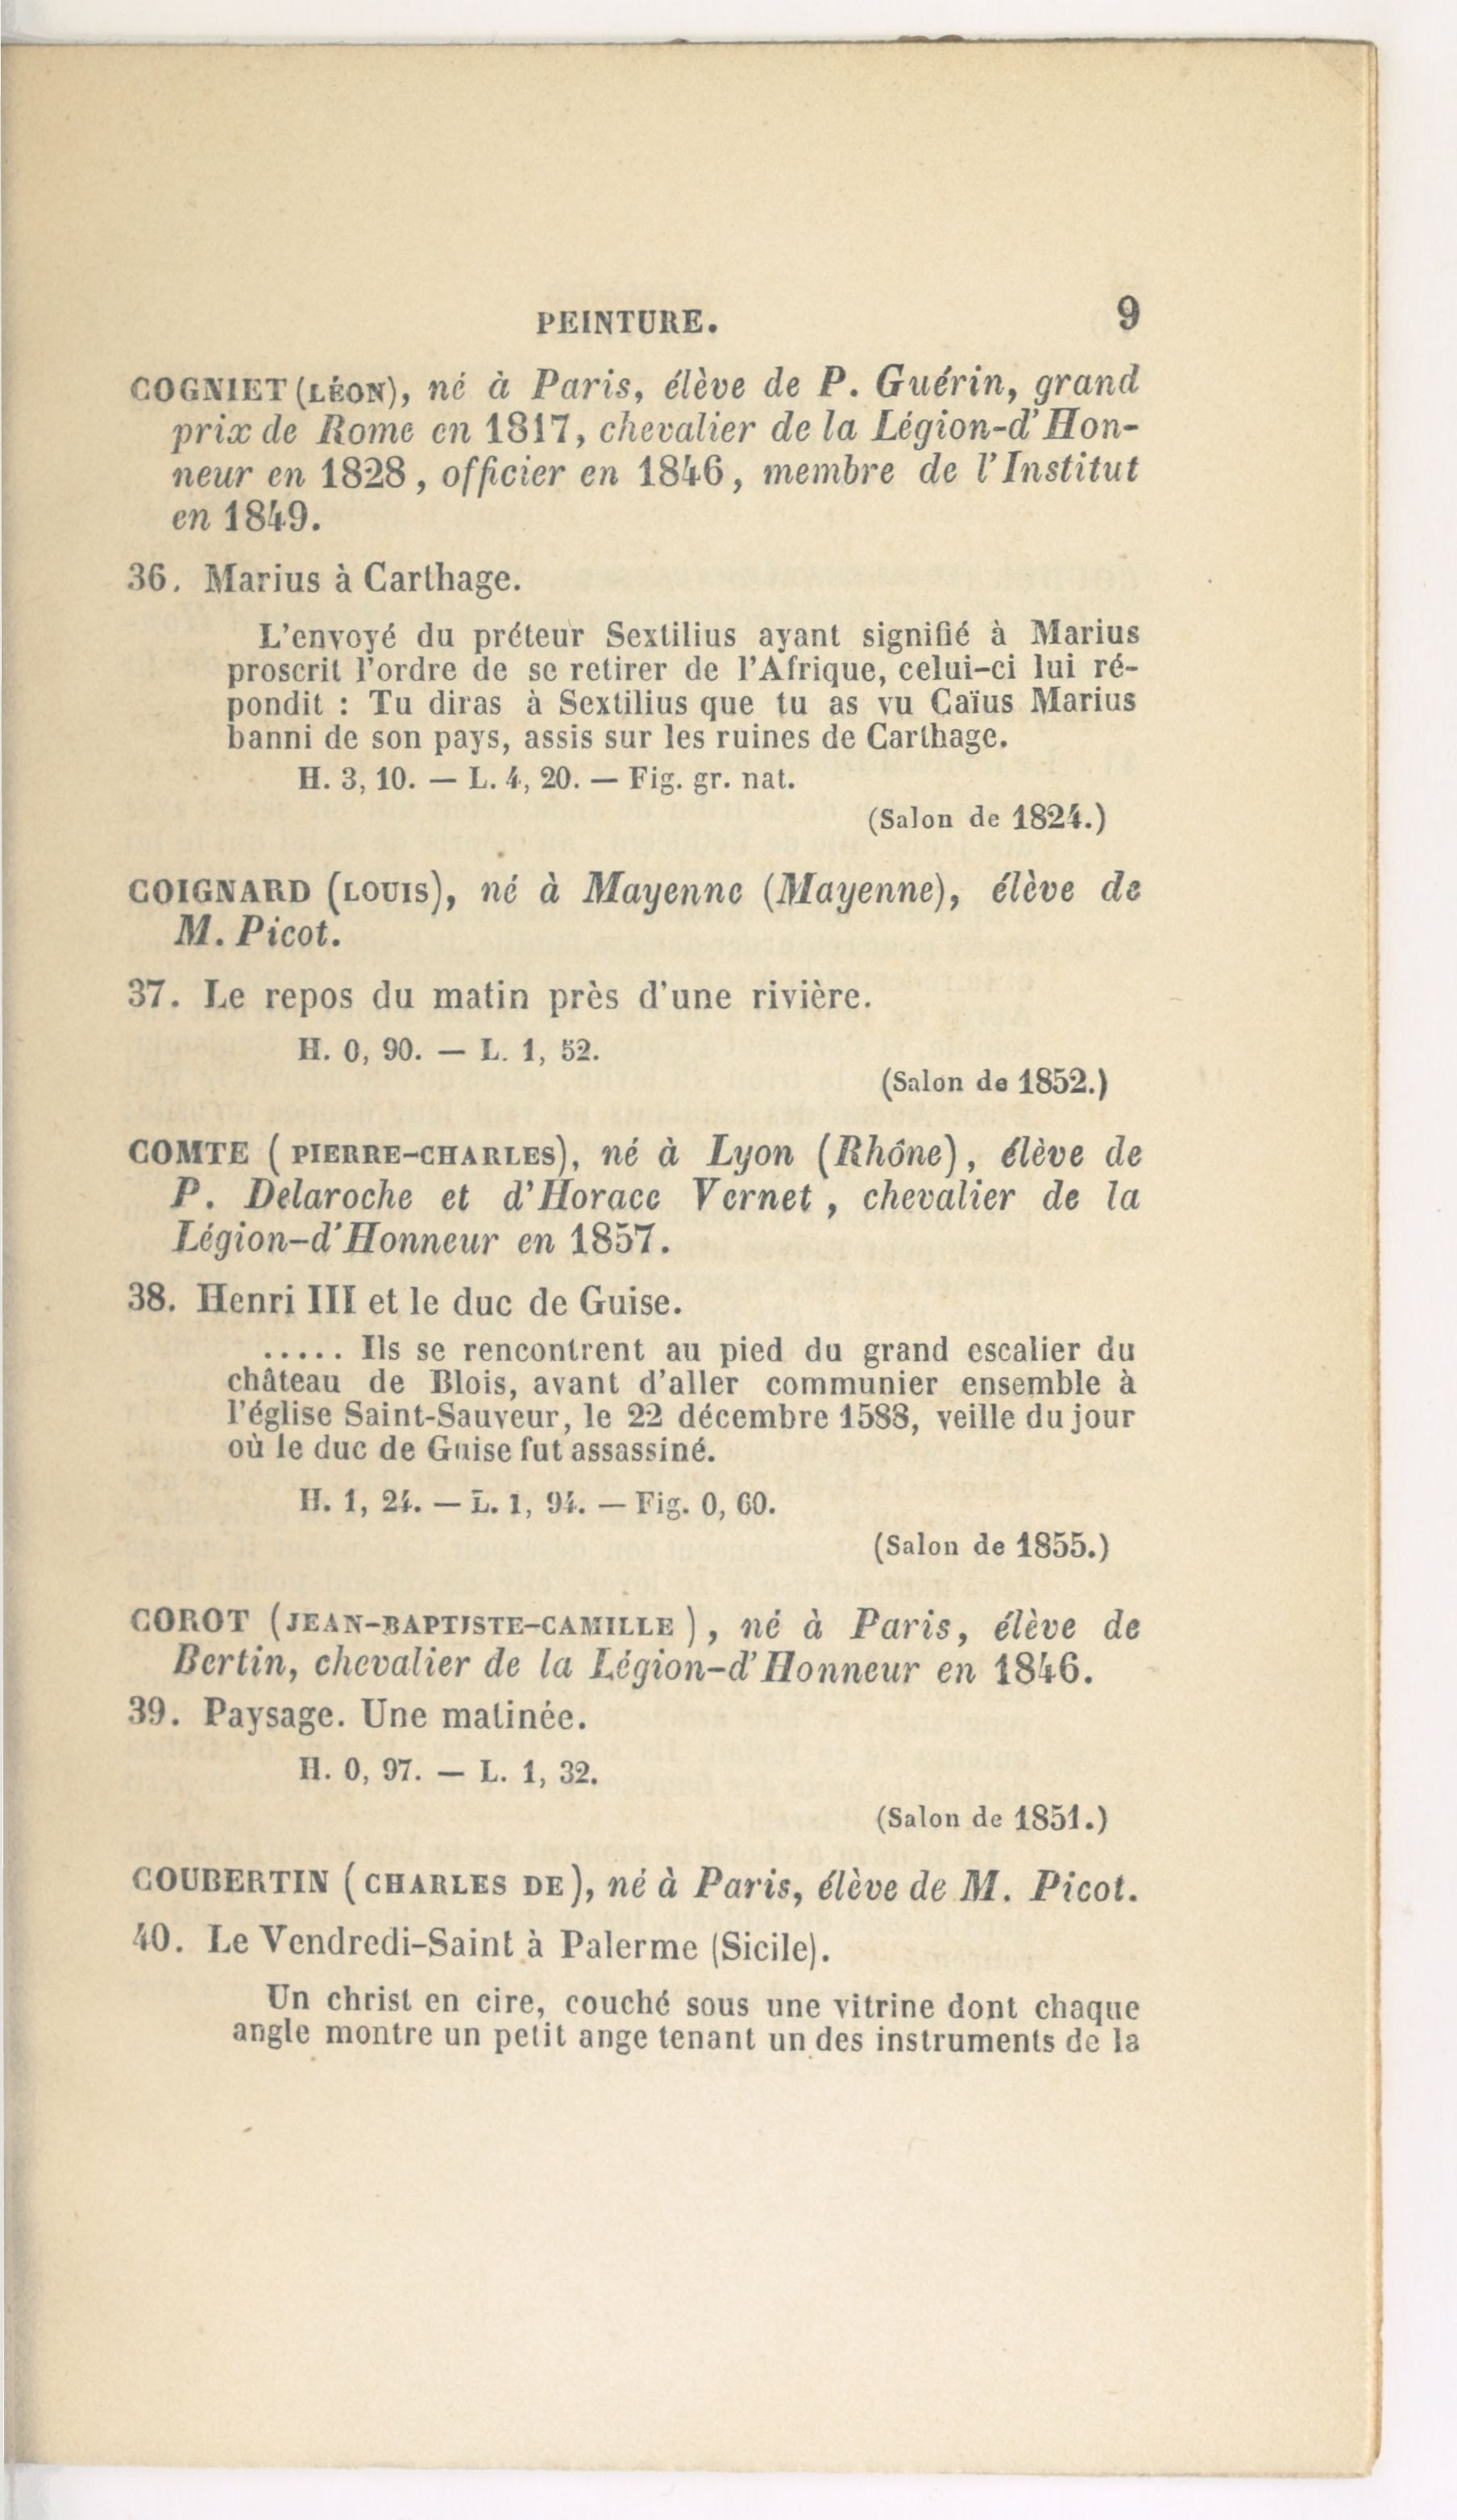 PEINTURE. 9
COGNIET (LÉON), né à Paris, élève de P. Guérin, grand
prix de Rome en 1817, chevalier de la Légion-d'Hon-
neur en 1828, officier en 1846, membre de l'Institut
en 1849.
36. Marius à Carthage.
L'envoyé du préteur Sextilius ayant signifié à Marius
proscrit l'ordre de se retirer de l'Afrique, celui-ci lui ré-
pondit : Tu diras à Sextilius que tu as vu Caïus Marius
banni de son pays, assis sur les ruines de Carthage.
H. 3, 10. — L. 4, 20. — Fig. gr. nat.
(Salon de 1824.)
COIGNARD (LOUIS), né à Mayenne (Mayenne), élève de
M. Picot.
37. Le repos du matin près d'une rivière.
H. 0, 90. — L. 1, 52.
(Salon de 1852.)
COMTE (PIERRE-CHARLES), né à Lyon (Rhône), élève de
P. Delaroche et d'Horace Vernet, chevalier de la
Légion-d'Honneur en 1857.
38. Henri III et le duc de Guise.
..... Ils se rencontrent au pied du grand escalier du
château de Blois, avant d'aller communier ensemble à
l'église Saint-Sauveur, le 22 décembre 1588, veille du jour
où le duc de Guise fut assassiné.
H. 1, 24. — L. 1, 94. — Fig. 0, 60.
(Salon de 1855.)
COROT (JEAN-BAPTISTE-CAMILLE), né à Paris, élève de
Bertin, chevalier de la Légion-d'Honneur en 1846.
39. Paysage. Une matinée.
H. 0, 97. — L. 1, 32.
(Salon de 1851.)
COUBERTIN (CHARLES DE), né à Paris, élève de M. Picot.
40. Le Vendredi-Saint à Palerme (Sicile).
Un christ en cire, couché sous une vitrine dont chaque
angle montre un petit ange tenant un des instruments de la